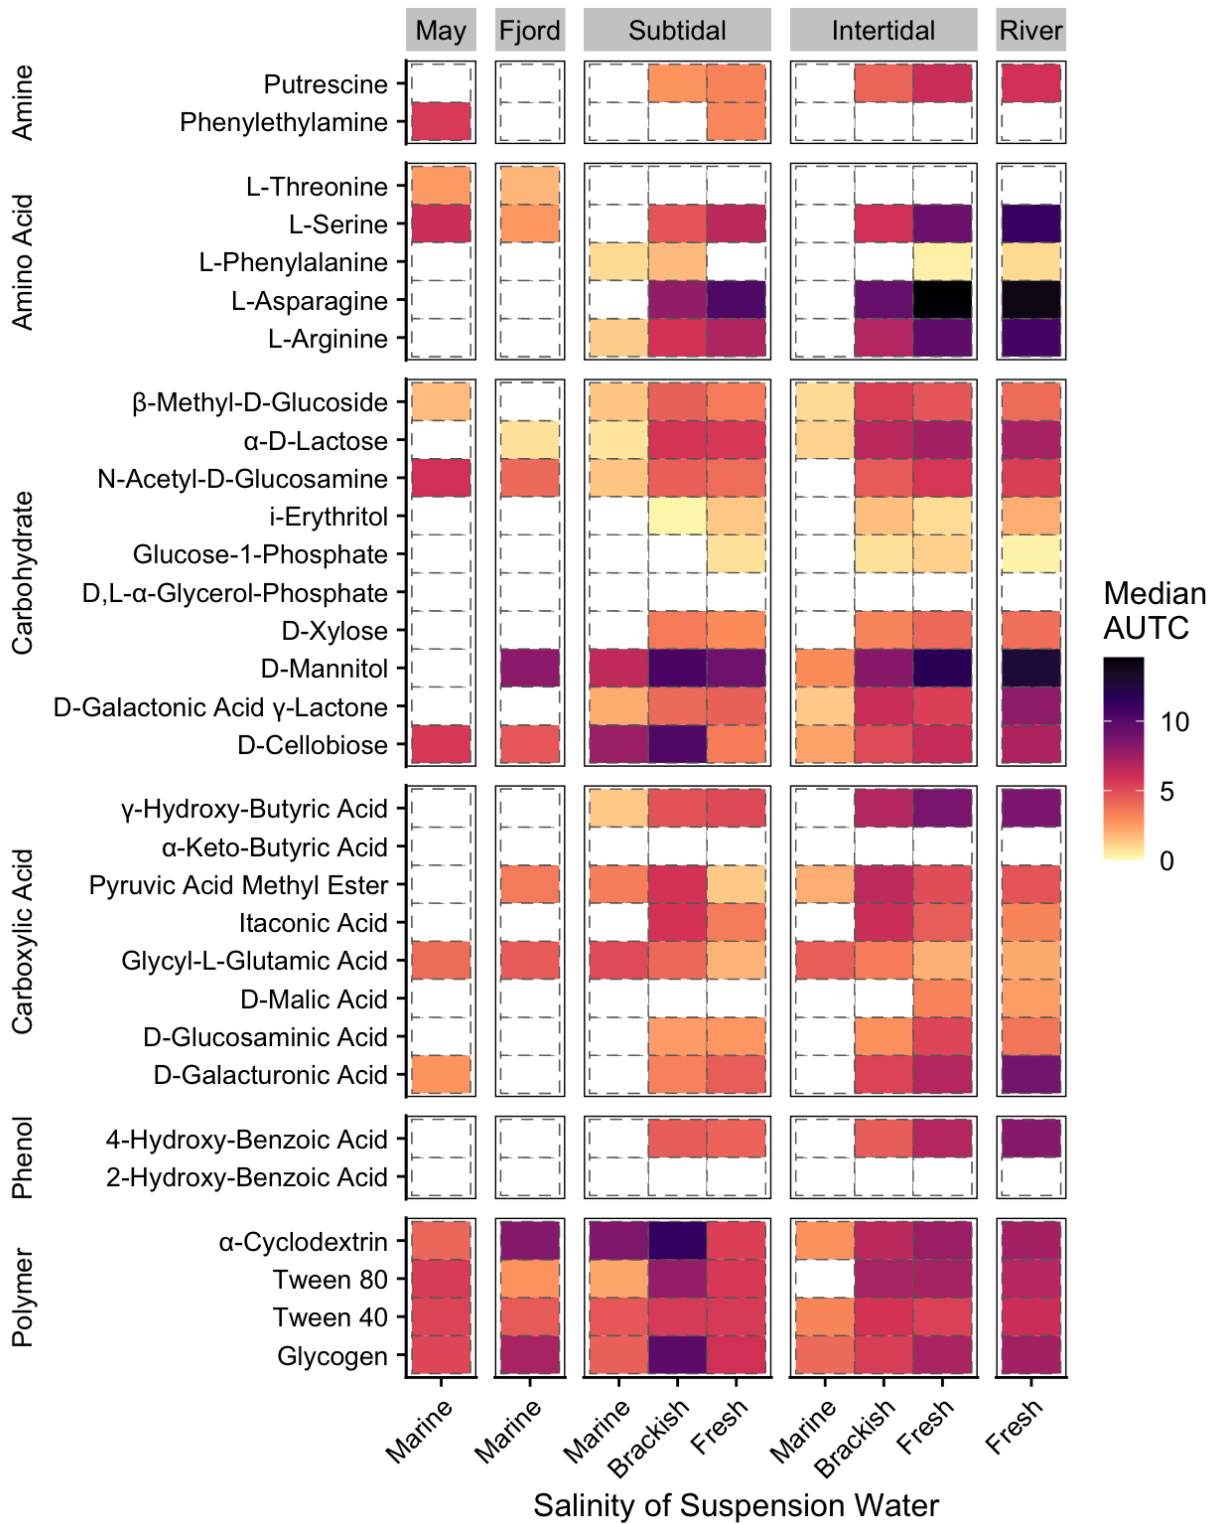 May Fjord Subtidal Intertidal River
Amine
Putrescine
Phenylethylamine
Amino Acid
L-Threonine
L-Serine
L-Phenylalanine
L-Asparagine
L-Arginine
Carbohydrate
β-Methyl-D-Glucoside
α-D-Lactose
N-Acetyl-D-Glucosamine
i-Erythritol
Glucose-1-Phosphate
D,L-α-Glycerol-Phosphate
D-Xylose
D-Mannitol
D-Galactonic Acid γ-Lactone
D-Cellobiose
Carboxylic Acid
γ-Hydroxy-Butyric Acid
α-Keto-Butyric Acid
Pyruvic Acid Methyl Ester
Itaconic Acid
Glycyl-L-Glutamic Acid
D-Malic Acid
D-Glucosaminic Acid
D-Galacturonic Acid
Phenol
4-Hydroxy-Benzoic Acid
2-Hydroxy-Benzoic Acid
Polymer
α-Cyclodextrin
Tween 80
Tween 40
Glycogen
Marine Marine Marine Brackish Fresh Marine Brackish Fresh Fresh
Salinity of Suspension Water
Median
AUTC
10
5
0